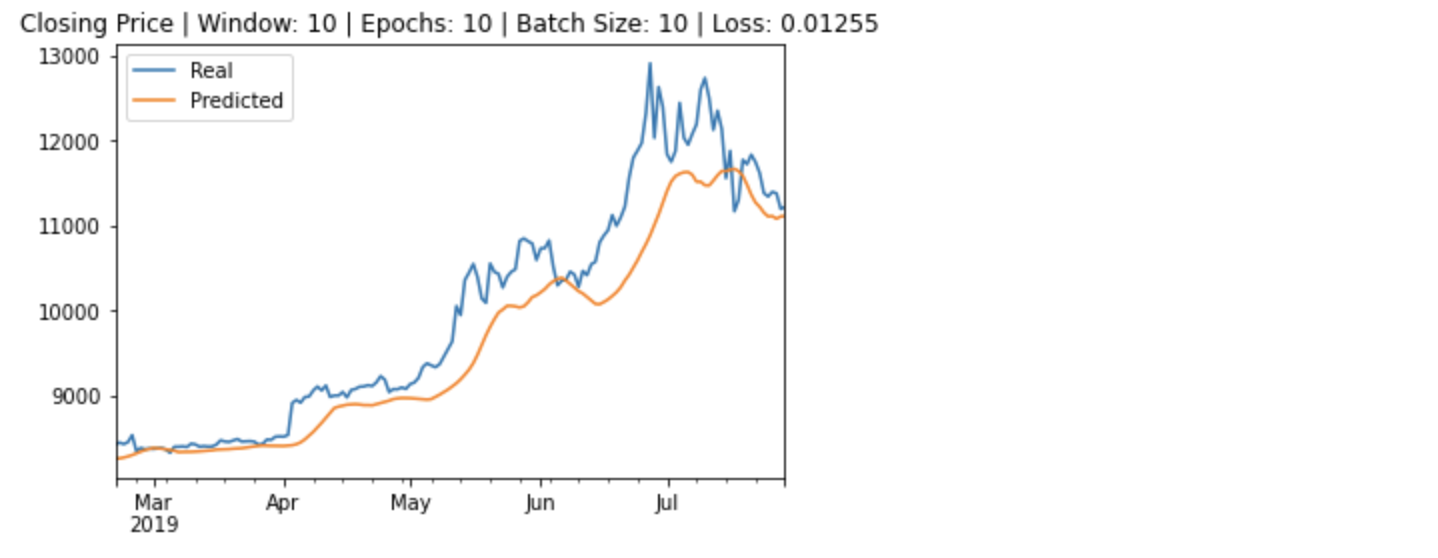 Closing Price | Window: 10 | Epochs: 10 | Batch Size: 10 | Loss: 0.01255
13000
Real
Predicted
12000
11000
10000
9000
Mar Apr May Jun Jul
2019